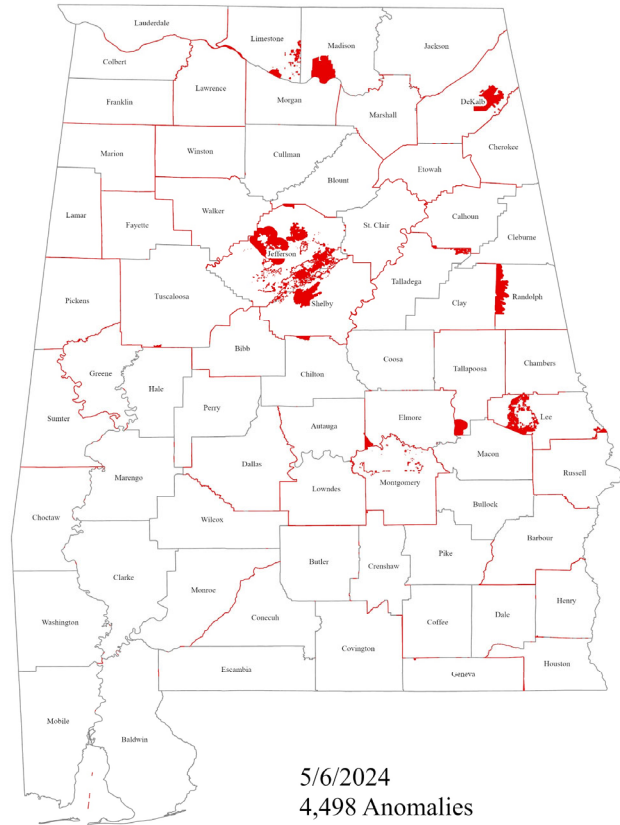 Lauderdale
Limestone
Madison
Jackson
Colbert
Lawrence
Franklin
Morgan
Marshall
DeKalb
Cherokee
Marion
Winston
Cullman
Etowah
Blount
Lamar
Fayette
Walker
St. Clair
Calhoun
Cleburne
Jefferson
Talladega
Pickens
Tuscaloosa
Shelby
Clay
Randolph
Bibb
Coosa
Tallapoosa
Chambers
Greene
Hale
Chilton
Perry
Sumter
Autauga
Elmore
Lee
Macon
Dallas
Marengo
Lowndes
Montgomery
Russell
Bullock
Choctaw
Wilcox
Barbour
Pike
Butler
Crenshaw
Clarke
Monroe
Henry
Washington
Conecuh
Coffee
Dale
Covington
Escambia
Geneva
Houston
Mobile
Baldwin
5/6/2024
4,498 Anomalies